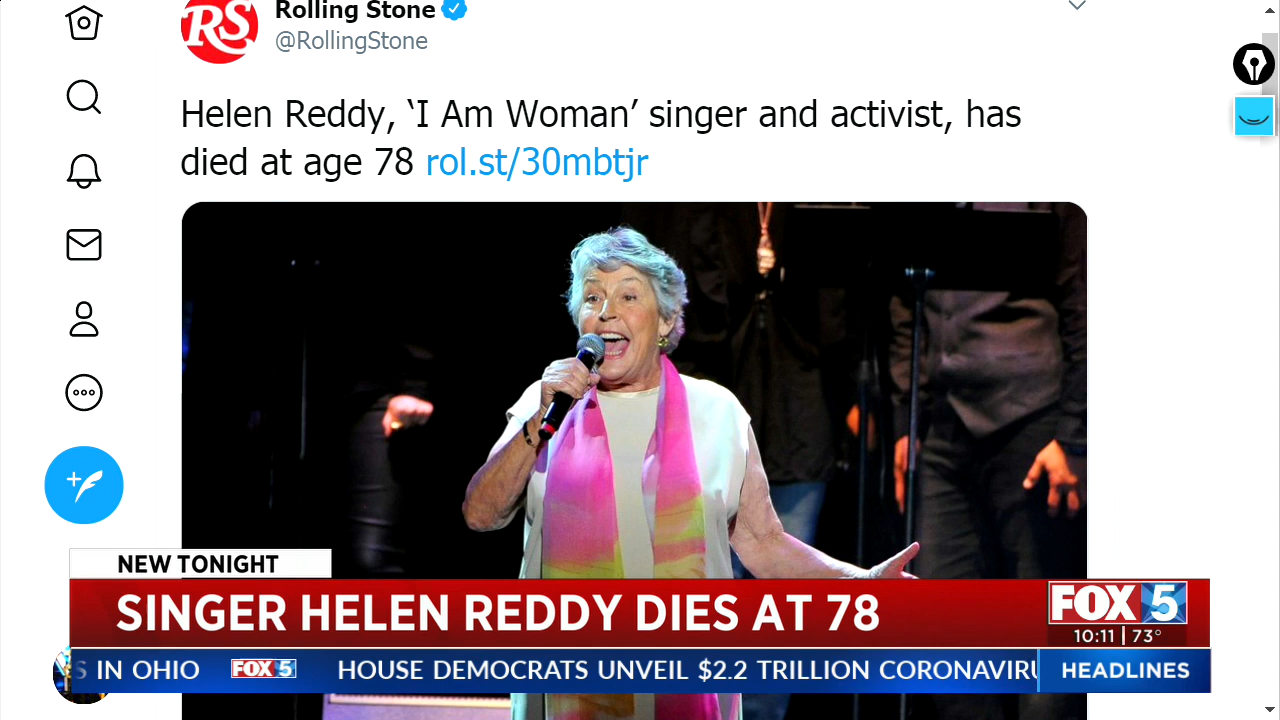 RS
Rolling Stone
@RollingStone
Helen Reddy, ‘I Am Woman’ singer and activist, has
died at age 78 rol.st/30mbtjr
NEW TONIGHT
SINGER HELEN REDDY DIES AT 78
FOX 5
10:11 | 73°
S IN OHIO FOX 5 HOUSE DEMOCRATS UNVEIL $2.2 TRILLION CORONAVIRU
HEADLINES